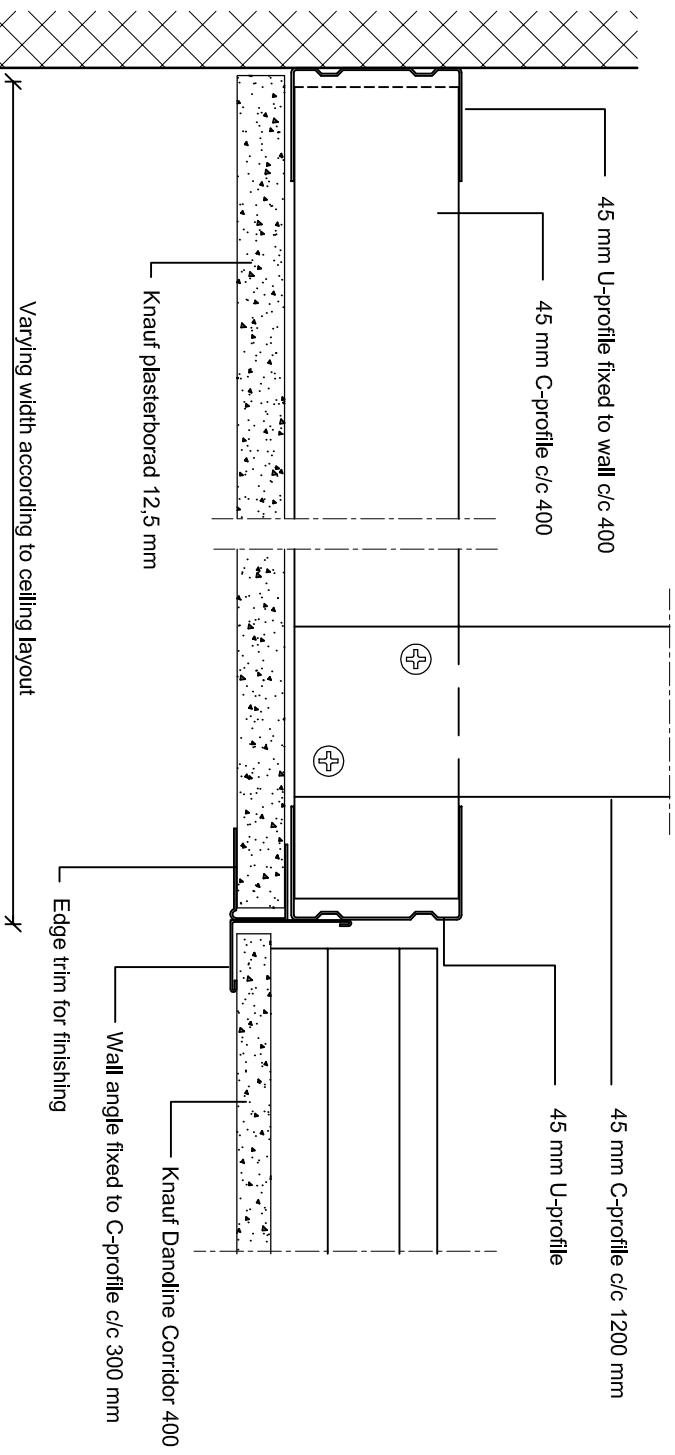 45 mm U-profile fixed to wall c/c 400
45 mm C-profile c/c 400
45 mm C-profile c/c 1200 mm
45 mm U-profile
Knauf plasterborad 12,5 mm
Knauf Danoline Corridor 400
Wall angle fixed to C-profile c/c 300 mm
Edge trim for finishing
Varying width according to ceiling layout